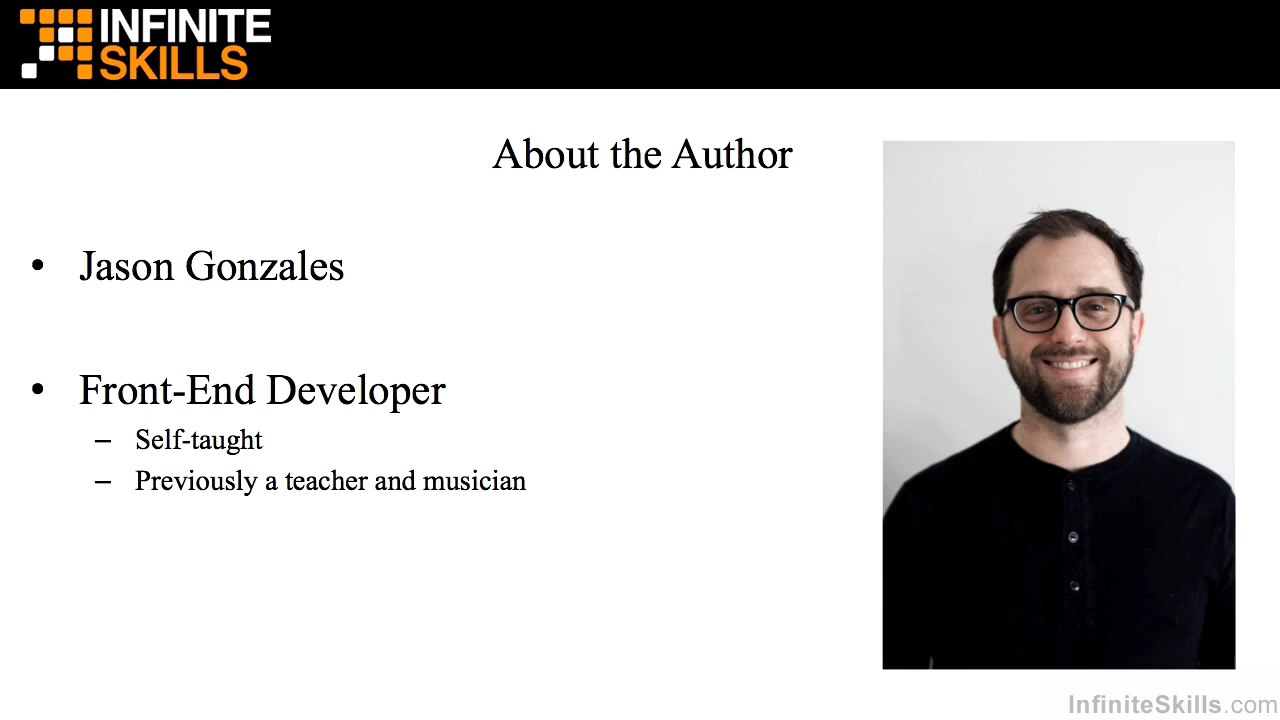 INFINITE
SKILLS
About the Author
• Jason Gonzales
• Front-End Developer
– Self-taught
– Previously a teacher and musician
InfiniteSkills.com